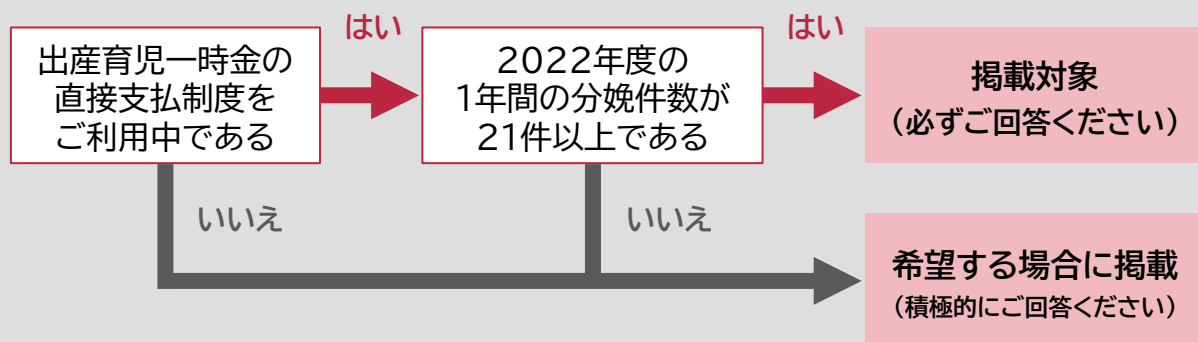 はい
はい
出産育児一時金の
直接支払制度を
ご利用中である
2022年度の
1年間の分娩件数が
21件以上である
掲載対象
（必ずご回答ください）
いいえ
いいえ
希望する場合に掲載
（積極的にご回答ください）